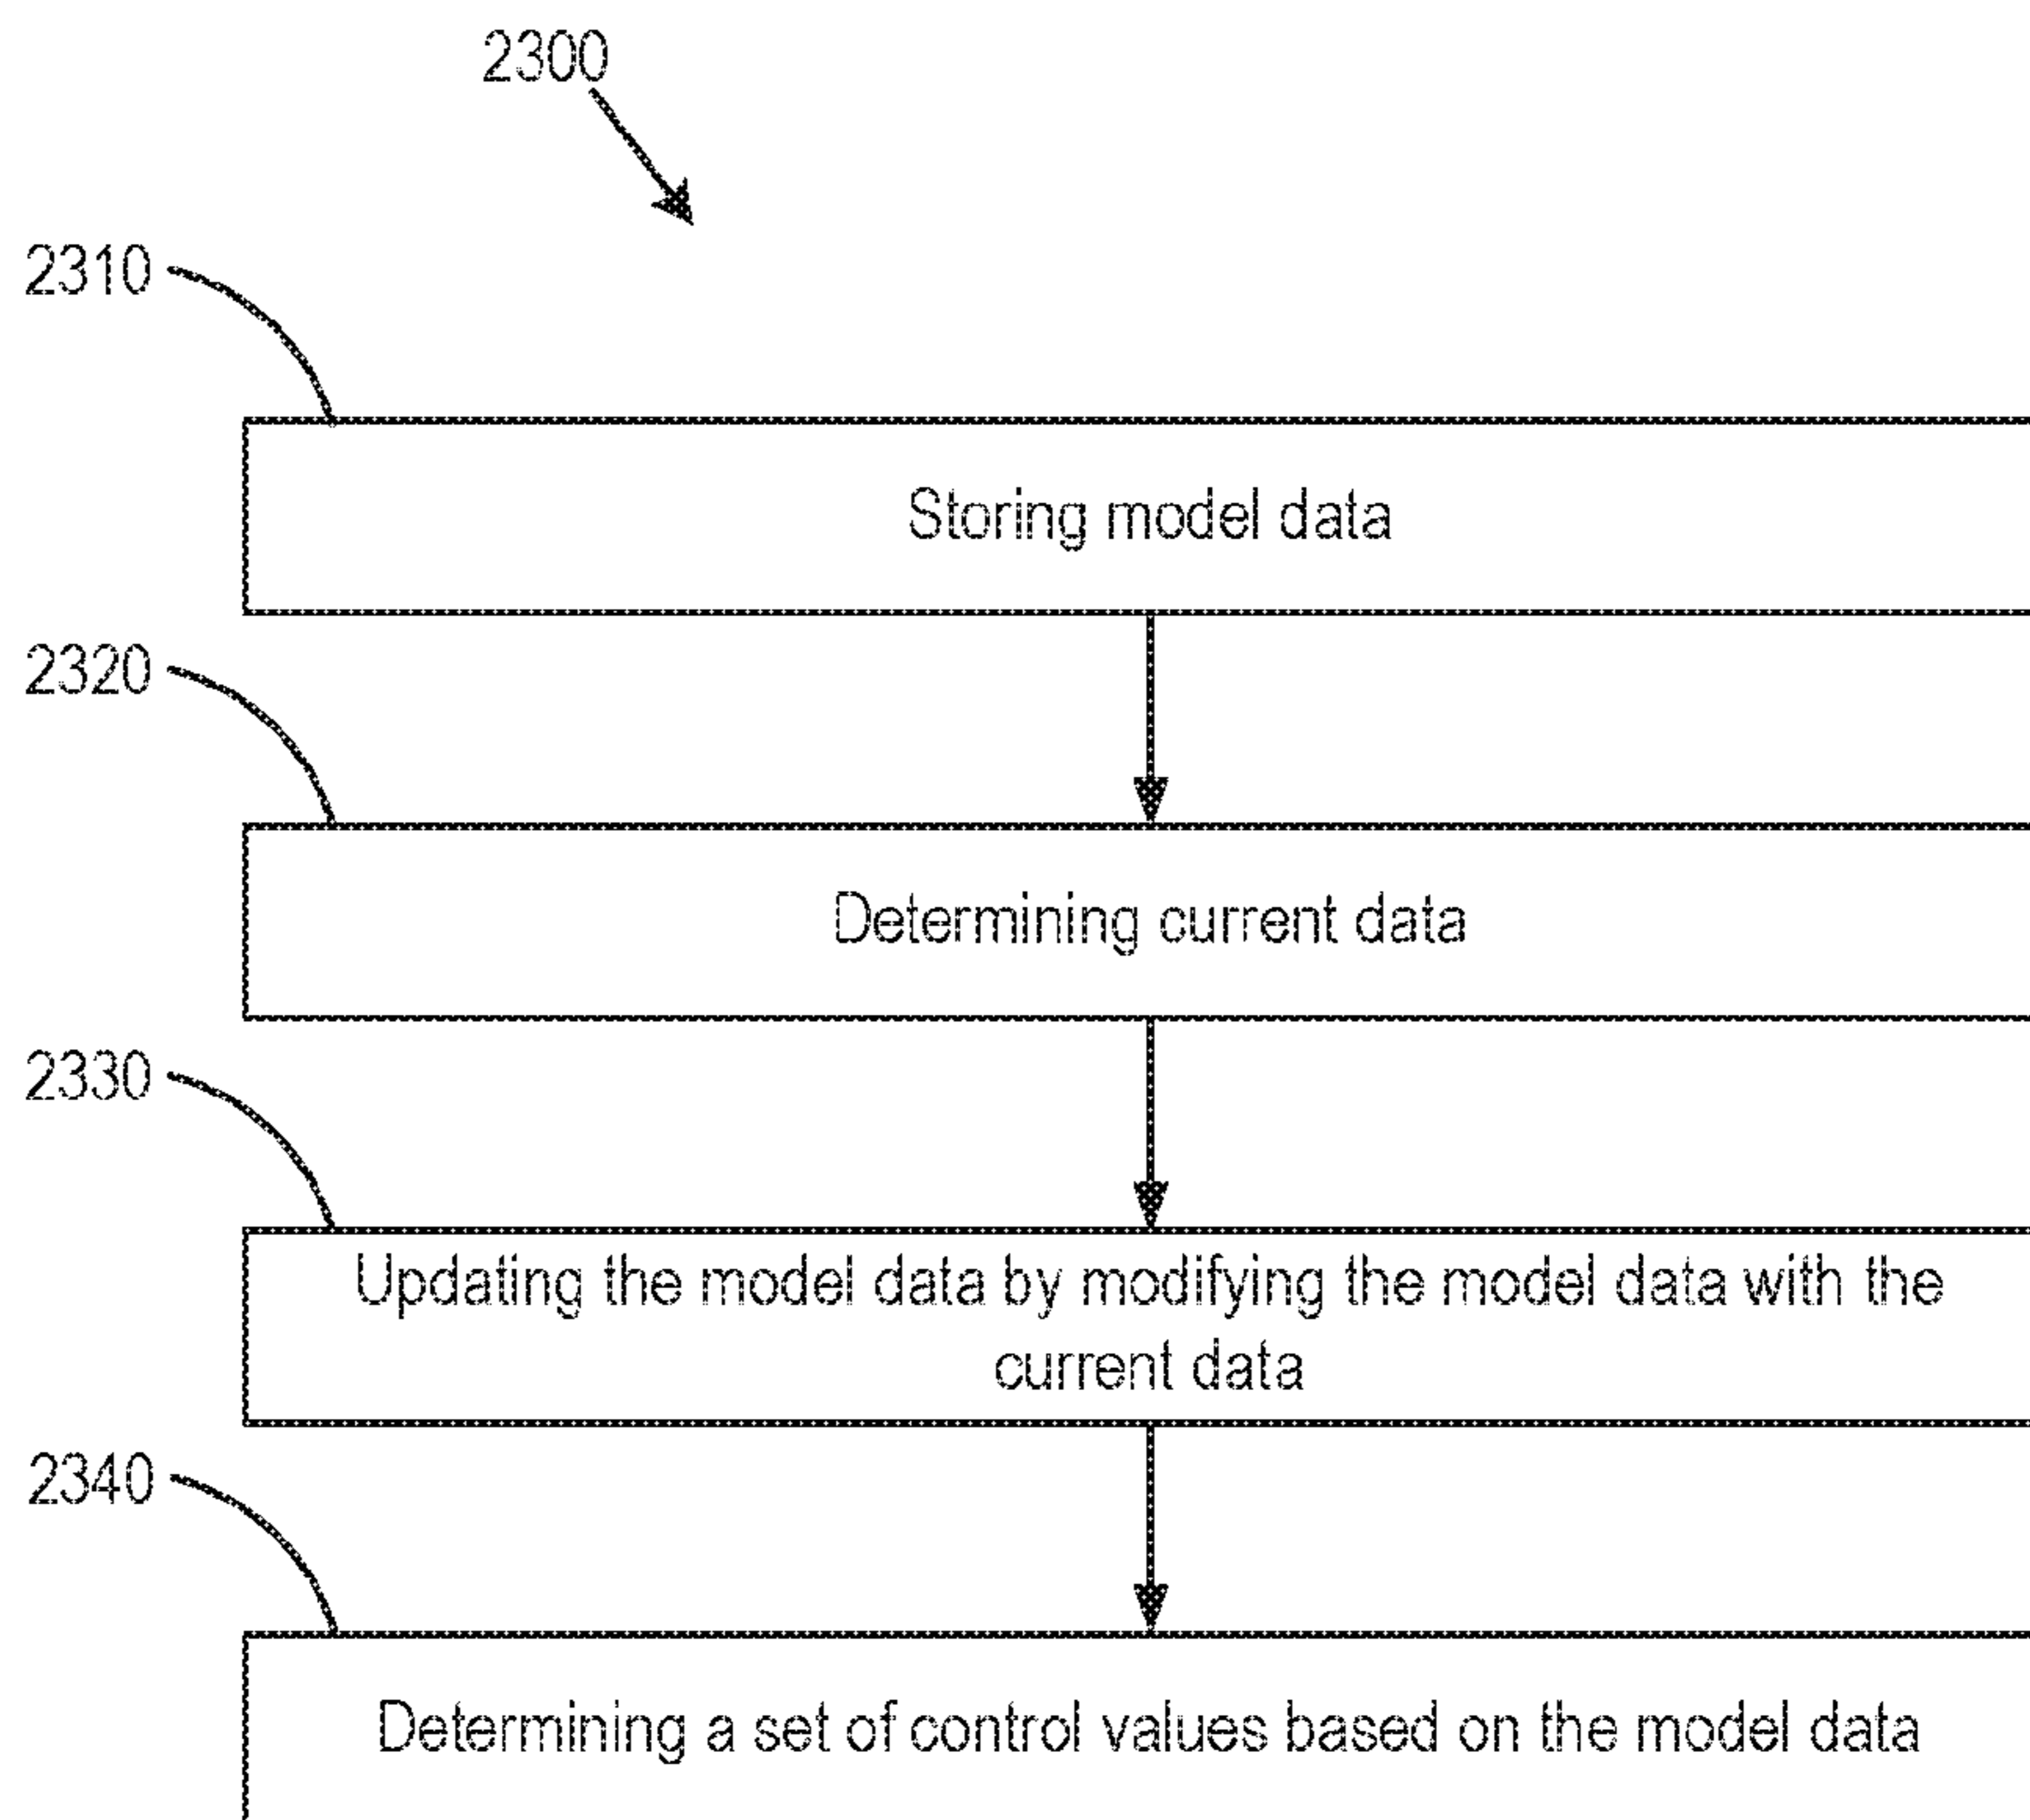 2300
2310
Storing model data
2320
Determining current data
2330
Updating the model data by modifying the model data with the
current data
2340
Determining a set of control values based on the model data